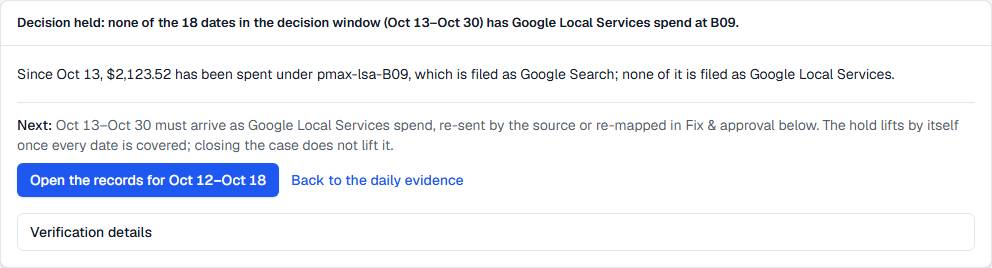 Decision held: none of the 18 dates in the decision window (Oct 13–Oct 30) has Google Local Services spend at B09.
Since Oct 13, $2,123.52 has been spent under pmax-lsa-B09, which is filed as Google Search; none of it is filed as Google Local Services.
Next: Oct 13–Oct 30 must arrive as Google Local Services spend, re-sent by the source or re-mapped in Fix & approval below. The hold lifts by itself
once every date is covered; closing the case does not lift it.
Open the records for Oct 12–Oct 18
Back to the daily evidence
Verification details